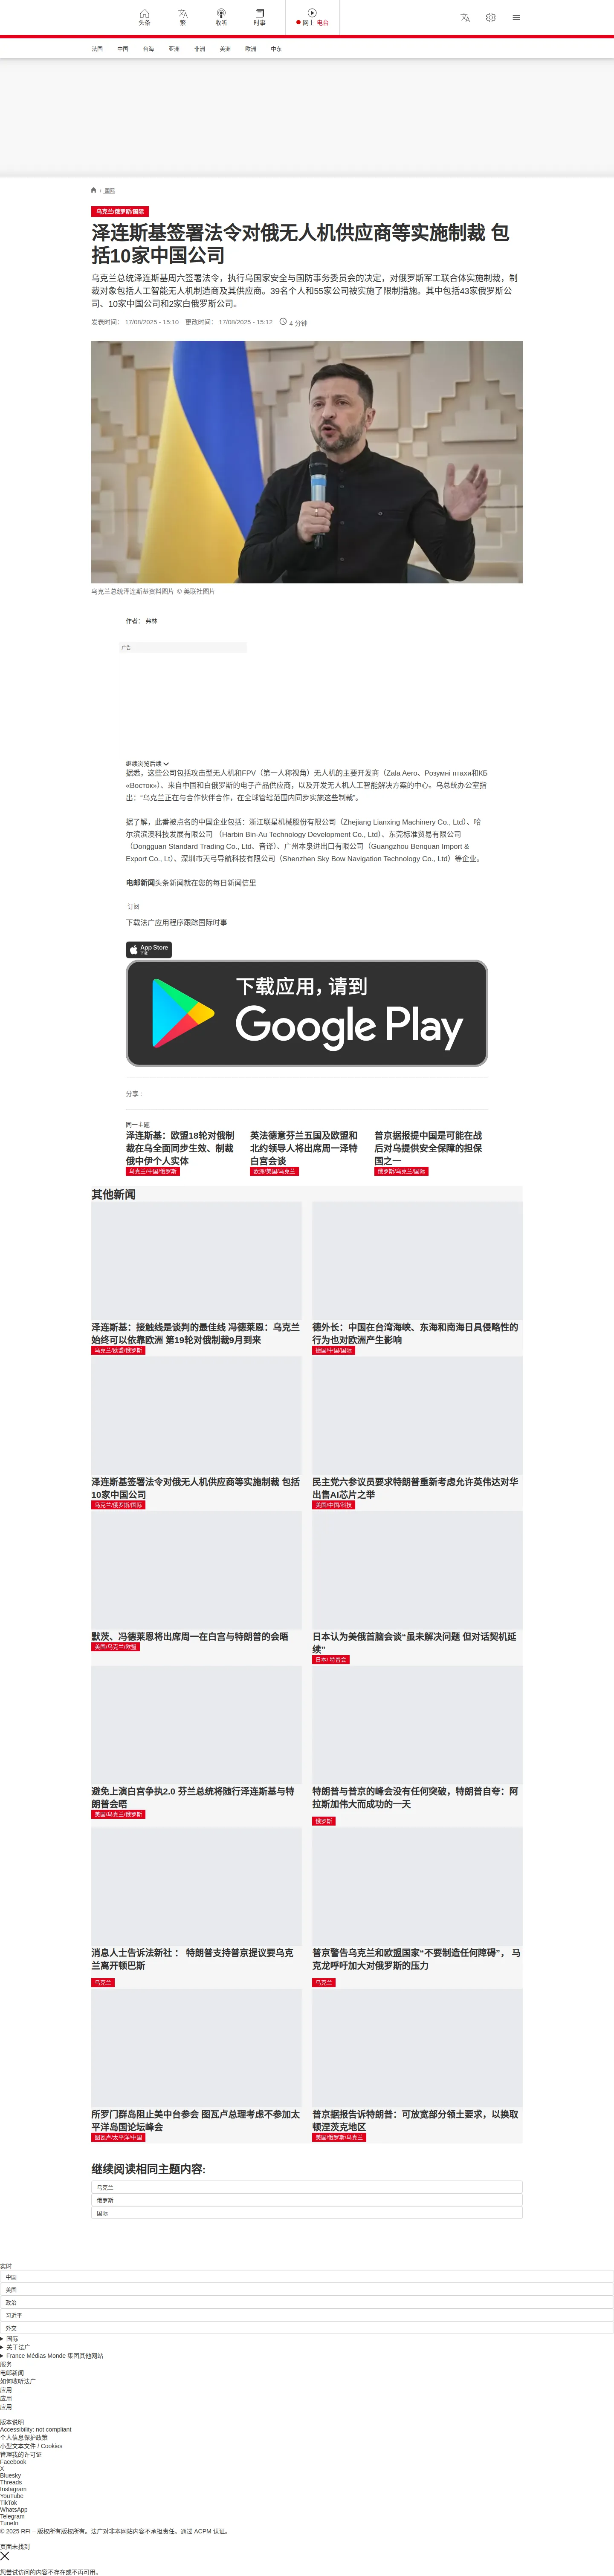 头条
繁
收听
时事
网上 电台
法国 中国 台海 亚洲 非洲 美洲 欧洲 中东
/ 国际
乌克兰/俄罗斯/国际
泽连斯基签署法令对俄无人机供应商等实施制裁 包
括10家中国公司
乌克兰总统泽连斯基周六签署法令，执行乌国家安全与国防事务委员会的决定，对俄罗斯军工联合体实施制裁，制
裁对象包括人工智能无人机制造商及其供应商。39名个人和55家公司被实施了限制措施。其中包括43家俄罗斯公
司、10家中国公司和2家白俄罗斯公司。
发表时间： 17/08/2025 - 15:10 更改时间： 17/08/2025 - 15:12 4 分钟
乌克兰总统泽连斯基资料图片 © 美联社图片
作者： 弗林
广告
继续浏览后续
据悉，这些公司包括攻击型无人机和FPV（第一人称视角）无人机的主要开发商（Zala Aero、Розумні птахи和КБ
«Восток»）、来自中国和白俄罗斯的电子产品供应商，以及开发无人机人工智能解决方案的中心。乌总统办公室指
出：“乌克兰正在与合作伙伴合作，在全球管辖范围内同步实施这些制裁”。
据了解，此番被点名的中国企业包括：浙江联星机械股份有限公司（Zhejiang Lianxing Machinery Co., Ltd）、哈
尔滨滨澳科技发展有限公司 （Harbin Bin-Au Technology Development Co., Ltd）、东莞标准贸易有限公司
（Dongguan Standard Trading Co., Ltd、音译）、广州本泉进出口有限公司（Guangzhou Benquan Import &
Export Co., Lt）、深圳市天弓导航科技有限公司（Shenzhen Sky Bow Navigation Technology Co., Ltd）等企业。
电邮新闻头条新闻就在您的每日新闻信里
订阅
下载法广应用程序跟踪国际时事
App Store
下载
下载应用，请到
Google Play
分享 :
同一主题
泽连斯基：欧盟18轮对俄制
裁在乌全面同步生效、制裁
俄中伊个人实体
乌克兰/中国/俄罗斯
英法德意芬兰五国及欧盟和
北约领导人将出席周一泽特
白宫会谈
欧洲/美国/乌克兰
普京据报提中国是可能在战
后对乌提供安全保障的担保
国之一
俄罗斯/乌克兰/国际
其他新闻
泽连斯基：接触线是谈判的最佳线 冯德莱恩：乌克兰
始终可以依靠欧洲 第19轮对俄制裁9月到来
乌克兰/欧盟/俄罗斯
德外长：中国在台湾海峡、东海和南海日具侵略性的
行为也对欧洲产生影响
德国/中国/国际
泽连斯基签署法令对俄无人机供应商等实施制裁 包括
10家中国公司
乌克兰/俄罗斯/国际
民主党六参议员要求特朗普重新考虑允许英伟达对华
出售AI芯片之举
美国/中国/科技
默茨、冯德莱恩将出席周一在白宫与特朗普的会晤
美国/乌克兰/欧盟
日本认为美俄首脑会谈“虽未解决问题 但对话契机延
续”
日本/ 特普会
避免上演白宫争执2.0 芬兰总统将随行泽连斯基与特
朗普会晤
美国/乌克兰/俄罗斯
特朗普与普京的峰会没有任何突破，特朗普自夸：阿
拉斯加伟大而成功的一天
俄罗斯
消息人士告诉法新社 ： 特朗普支持普京提议要乌克
兰离开顿巴斯
乌克兰
普京警告乌克兰和欧盟国家“不要制造任何障碍”， 马
克龙呼吁加大对俄罗斯的压力
乌克兰
所罗门群岛阻止美中台参会 图瓦卢总理考虑不参加太
平洋岛国论坛峰会
图瓦卢/太平洋/中国
普京据报告诉特朗普：可放宽部分领土要求，以换取
顿涅茨克地区
美国/俄罗斯/乌克兰
继续阅读相同主题内容:
乌克兰
俄罗斯
国际
实时
中国
美国
政治
习近平
外交
国际
关于法广
France Médias Monde 集团其他网站
服务
电邮新闻
如何收听法广
应用
应用
应用
版本说明
Accessibility: not compliant
个人信息保护政策
小型文本文件 / Cookies
管理我的许可证
Facebook
X
Bluesky
Threads
Instagram
YouTube
TikTok
WhatsApp
Telegram
TuneIn
© 2025 RFI – 版权所有版权所有。法广对非本网站内容不承担责任。通过 ACPM 认证。
页面未找到
您尝试访问的内容不存在或不再可用。